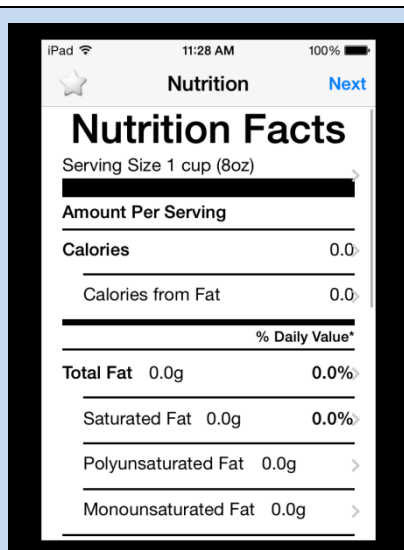 iPad 11:28 AM 100%
Nutrition Next
Nutrition Facts
Serving Size 1 cup (8oz)
Amount Per Serving
Calories 0.0
Calories from Fat 0.0
% Daily Value*
Total Fat 0.0g 0.0%
Saturated Fat 0.0g 0.0%
Polyunsaturated Fat 0.0g
Monounsaturated Fat 0.0g